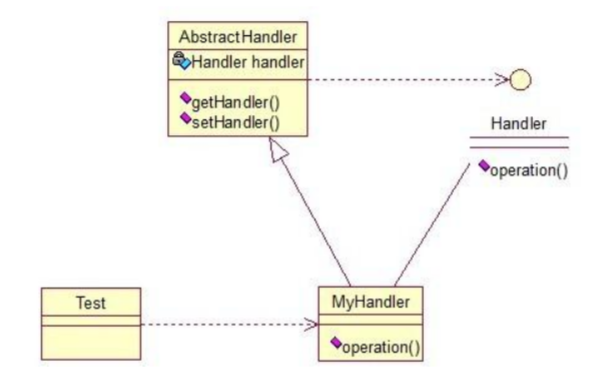 AbstractHandler
Handler handler
getHandler()
setHandler()
Handler
operation()
Test
MyHandler
operation()